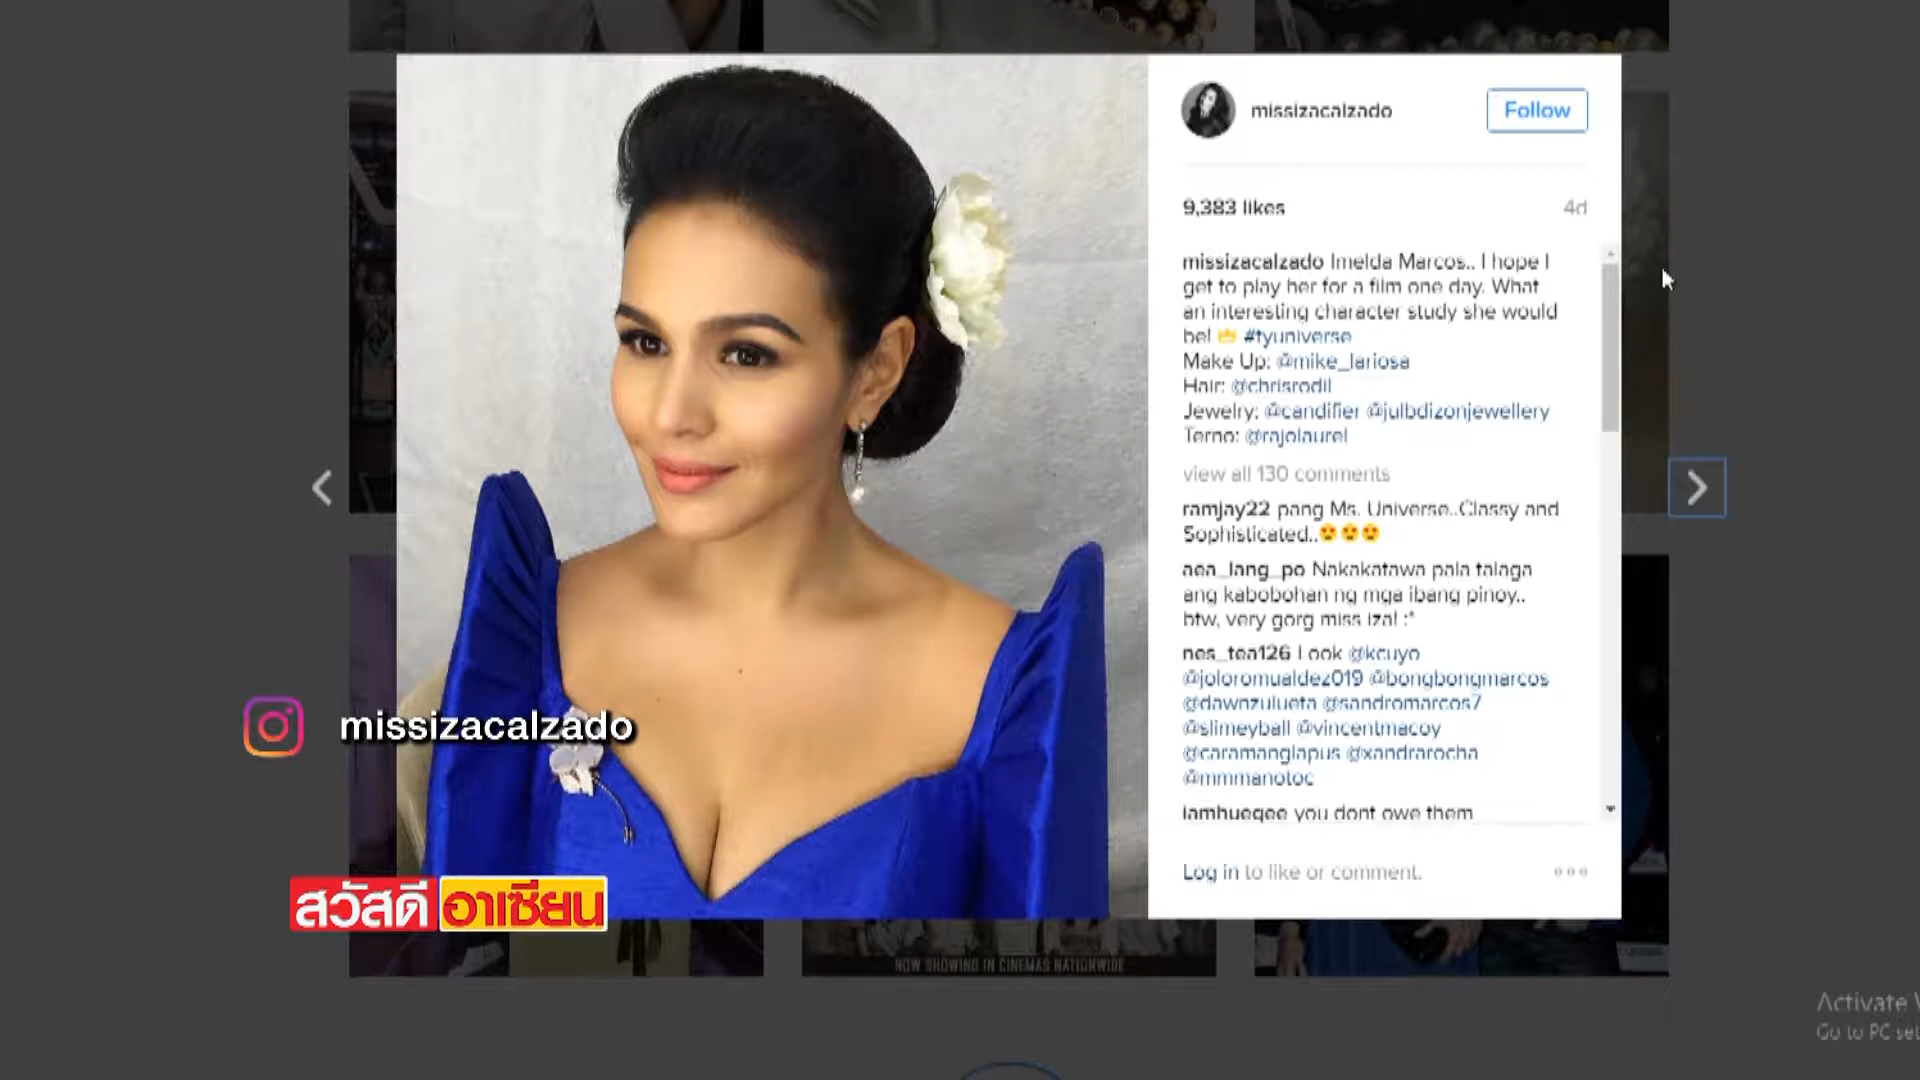 missizacalzado
Follow
9,383 likes
4d
missizacalzado Imelda Marcos.. I hope I
get to play her for a film one day. What
an interesting character study she would
be! #tyuniverse
Make Up: @mike_lariosa
Hair: @chrisrodil
Jewelry: @candifier @julbdizonjewellery
Terno: @rajolaurel
view all 130 comments
ramjay22 pang Ms. Universe..Classy and
Sophisticated..😍😍😍
aea_lang_po Nakakatawa pala talaga
ang kabobohan ng mga ibang pinoy..
btw, very gorg miss iza! :*
nes_tea126 Look @kcuyo
@joloromualdez019 @bongbongmarcos
@dawnzulueta @sandromarcos7
@slimeyball @vincentmacoy
@caramanglapus @xandrarocha
@mmmanotoc
iamhuegee you dont owe them
Log in to like or comment.
missizacalzado
สวัสดี อาเซียน
NOW SHOWING IN CINEMAS NATIONWIDE
Activate
Go to PC